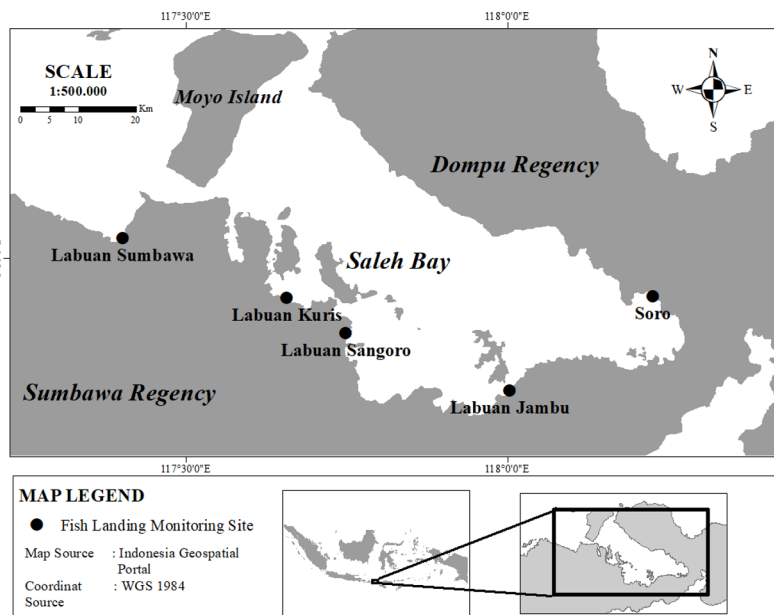 117°30'0"E 118°0'0"E
SCALE
1:500.000
Km
0 5 10 20
Moyo Island
N
W E
S
Dompu Regency
Labuan Sumbawa
Saleh Bay
Labuan Kuris
Soro
Labuan Sangoro
Sumbawa Regency
Labuan Jambu
117°30'0"E 118°0'0"E
MAP LEGEND
Fish Landing Monitoring Site
Map Source : Indonesia Geospatial
Portal
Coordinat : WGS 1984
Source